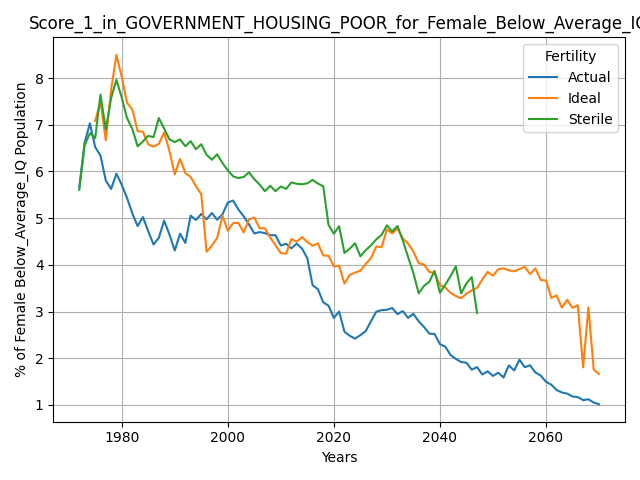 Score_1_in_GOVERNMENT_HOUSING_POOR_for_Female_Below_Average_IQ
% of Female Below_Average_IQ Population
8
7
6
5
4
3
2
1
Fertility
Actual
Ideal
Sterile
1980
2000
2020
2040
2060
Years